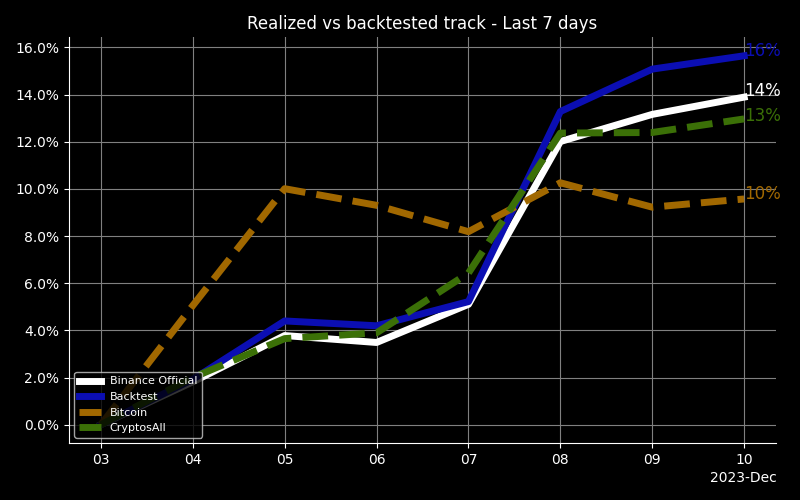 Realized vs backtested track - Last 7 days
16.0%
14.0%
12.0%
10.0%
8.0%
6.0%
4.0%
2.0%
0.0%
16%
14%
13%
10%
Binance Official
Backtest
Bitcoin
CryptosAll
03 04 05 06 07 08 09 10
2023-Dec